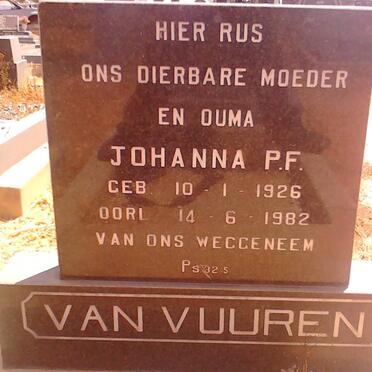 HIER RUS
ONS DIERBARE MOEDER
EN OUMA
JOHANNA P.F.
GEB 10 - 1 - 1926
OORL 14 - 6 - 1982
VAN ONS WEGGENEEM
Ps 32 5
VAN VUUREN